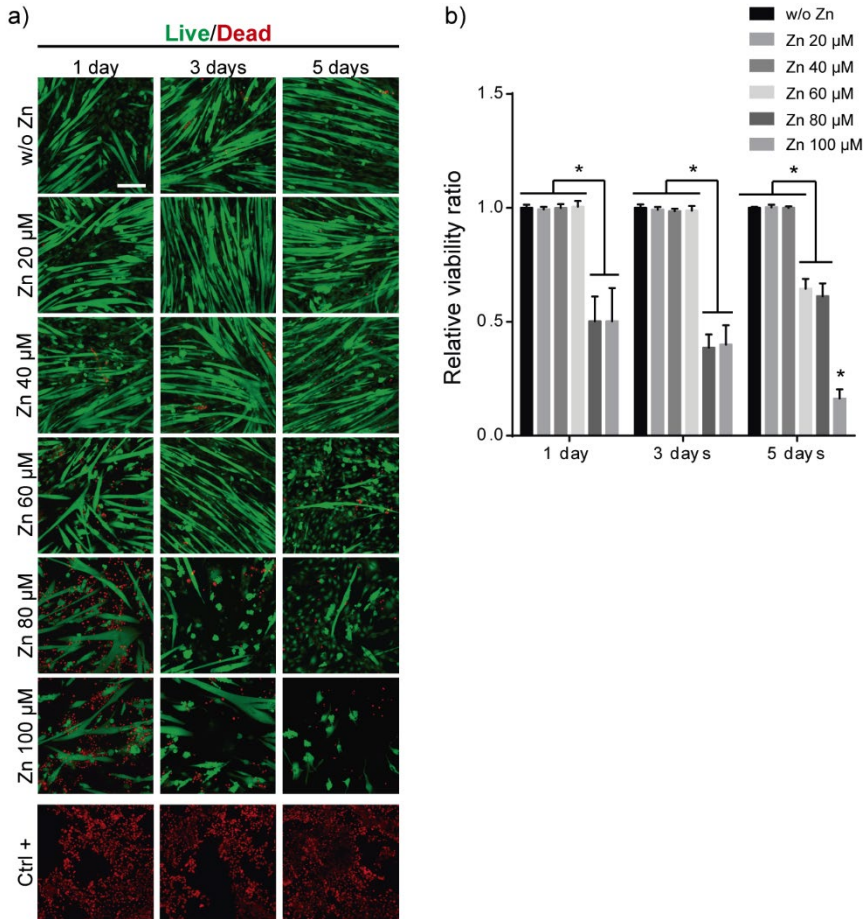 a)
Live/Dead
1 day 3 days 5 days
w/o Zn
Zn 20 µM
Zn 40 µM
Zn 60 µM
Zn 80 µM
Zn 100 µM
Ctrl +
b)
w/o Zn
Zn 20 µM
Zn 40 µM
Zn 60 µM
Zn 80 µM
Zn 100 µM
Relative viability ratio
1.5
1.0
0.5
0.0
* * *
*
1 day 3 days 5 days